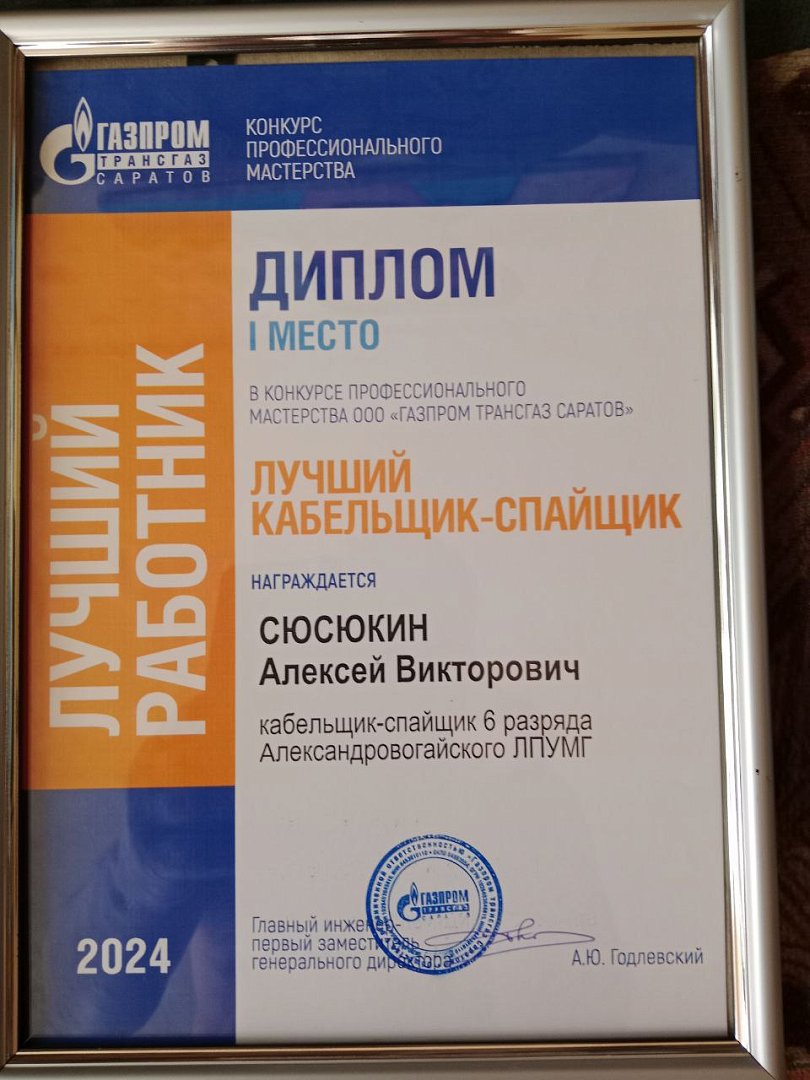 ГАЗПРОМ
ТРАНСГАЗ
САРАТОВ
КОНКУРС
ПРОФЕССИОНАЛЬНОГО
МАСТЕРСТВА
ЛУЧШИЙ
РАБОТНИК
2024
ДИПЛОМ
I МЕСТО
В КОНКУРСЕ ПРОФЕССИОНАЛЬНОГО
МАСТЕРСТВА ООО «ГАЗПРОМ ТРАНСГАЗ САРАТОВ»
ЛУЧШИЙ
КАБЕЛЬЩИК-СПАЙЩИК
НАГРАЖДАЕТСЯ
СЮСЮКИН
Алексей Викторович
кабельщик-спайщик 6 разряда
Александровогайского ЛПУМГ
Главный инженер-
первый заместитель
генерального директора
А.Ю. Годлевский
ГАЗПРОМ
ТРАНСГАЗ
САРАТОВ